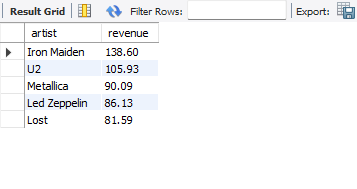 Result Grid Filter Rows: Export:
artist revenue
Iron Maiden 138.60
U2 105.93
Metallica 90.09
Led Zeppelin 86.13
Lost 81.59